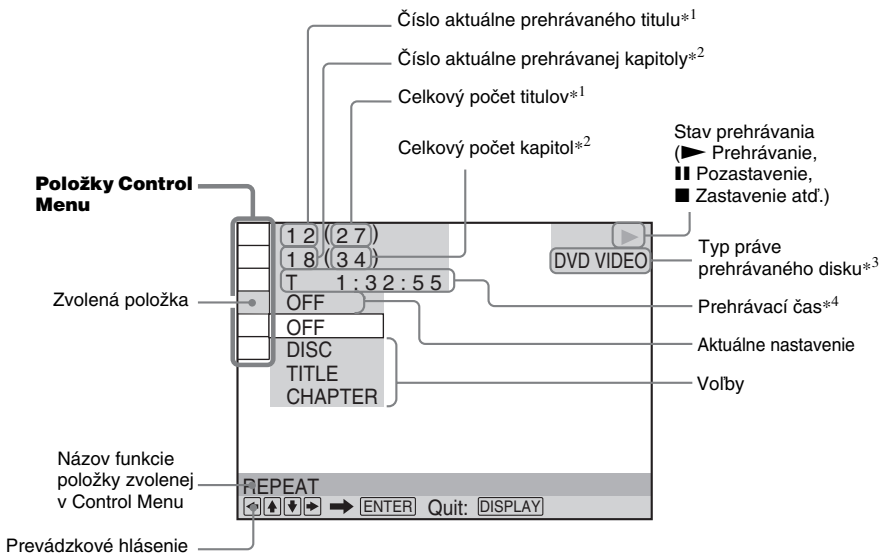 Číslo aktuálne prehrávaného titulu*1
Číslo aktuálne prehrávanej kapitoly*2
Celkový počet titulov*1
Celkový počet kapitol*2
Stav prehrávania
(► Prehrávanie,
▮▮ Pozastavenie,
■ Zastavenie atď.)
Položky Control
Menu
12(27)
18(34)
T 1:32:55
OFF
OFF
DISC
TITLE
CHAPTER
►
DVD VIDEO
Typ práve
prehrávaného disku*3
Zvolená položka
Prehrávací čas*4
Aktuálne nastavenie
Voľby
Názov funkcie
položky zvolenej
v Control Menu
REPEAT
←↑↓→ ➡ ENTER Quit: DISPLAY
Prevádzkové hlásenie